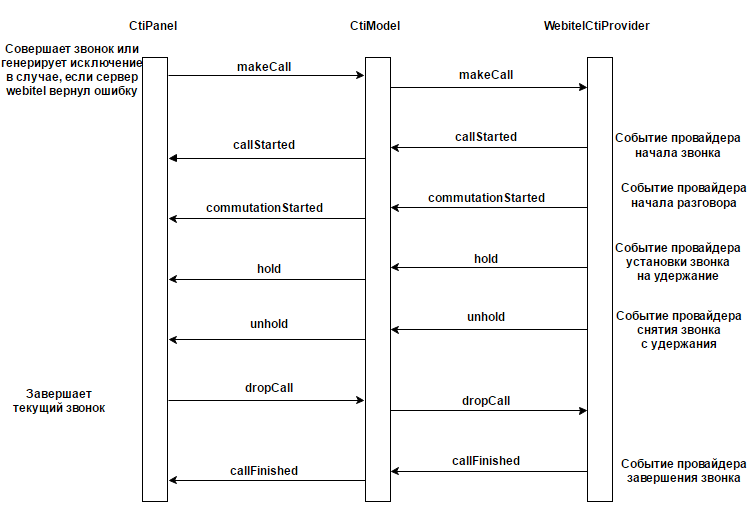 CtiPanel
CtiModel
WebitelCtiProvider
Совершает звонок или
генерирует исключение
в случае, если сервер
webitel вернул ошибку
makeCall
makeCall
callStarted
callStarted
Событие провайдера
начала звонка
commutationStarted
commutationStarted
Событие провайдера
начала разговора
hold
hold
Событие провайдера
установки звонка
на удержание
unhold
unhold
Событие провайдера
снятия звонка
с удержания
Завершает
текущий звонок
dropCall
dropCall
callFinished
callFinished
Событие провайдера
завершения звонка